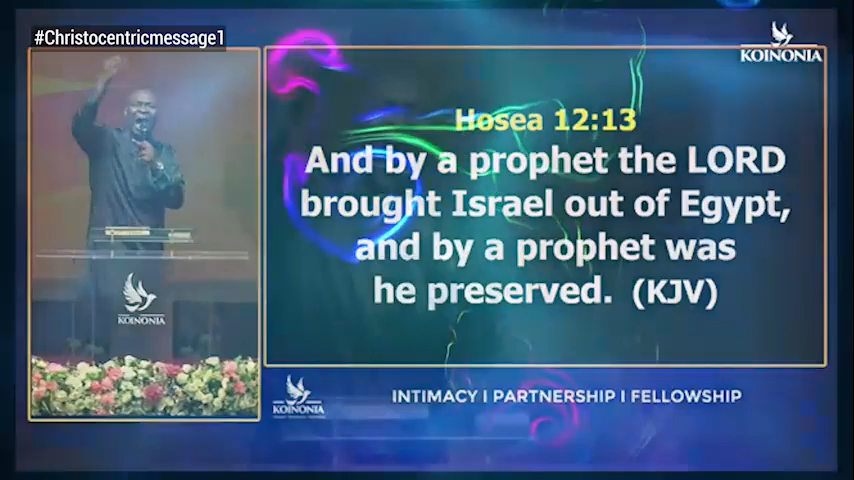 #Christocentricmessage1
KOINONIA
Hosea 12:13
And by a prophet the LORD
brought Israel out of Egypt,
and by a prophet was
he preserved. (KJV)
KOINONIA
KOINONIA
INTIMACY I PARTNERSHIP I FELLOWSHIP